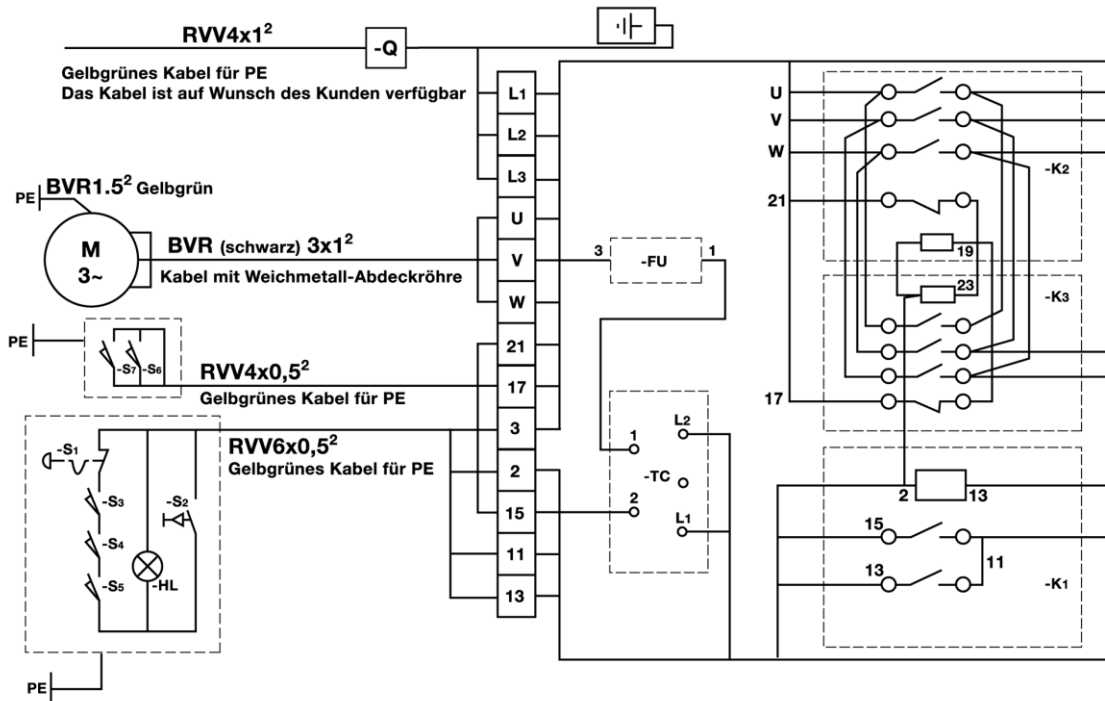 RVV4x1²
-Q
Gelbgrünes Kabel für PE
Das Kabel ist auf Wunsch des Kunden verfügbar
L1
L2
L3
U
V
W
21
17
3
2
15
11
13
BVR1.5² Gelbgrün
PE
M
3~
BVR (schwarz) 3x1²
Kabel mit Weichmetall-Abdeckröhre
PE
-S7
-S6
RVV4x0,5²
Gelbgrünes Kabel für PE
RVV6x0,5²
Gelbgrünes Kabel für PE
-S1
-S3
-S2
-S4
-S5
-HL
PE
3
-FU
1
L2
1
-TC
2
L1
U
V
W
-K2
21
19
23
-K3
17
2
13
15
11
13
-K1